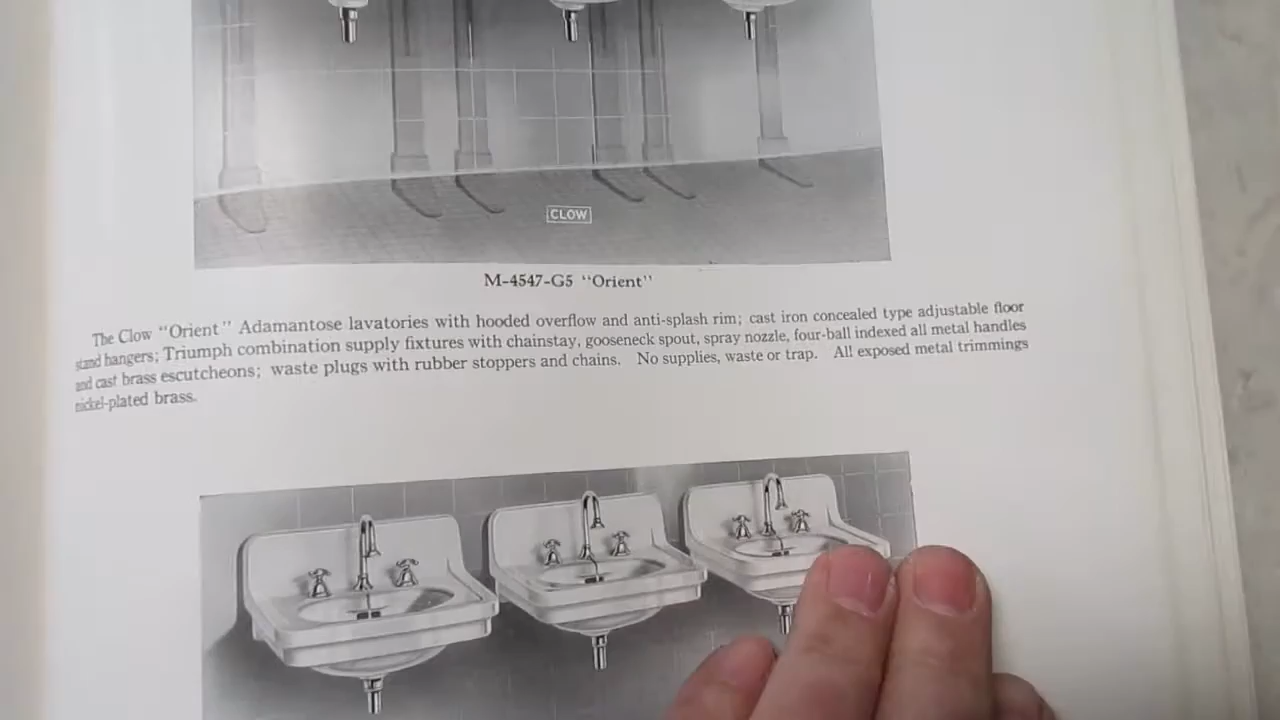 CLOW
M-4547-G5 "Orient"
The Clow "Orient" Adamantose lavatories with hooded overflow and anti-splash rim; cast iron concealed type adjustable floor
stand hangers; Triumph combination supply fixtures with chainstay, gooseneck spout, spray nozzle, four-ball indexed all metal handles
and cast brass escutcheons; waste plugs with rubber stoppers and chains. No supplies, waste or trap. All exposed metal trimmings
nickel-plated brass.